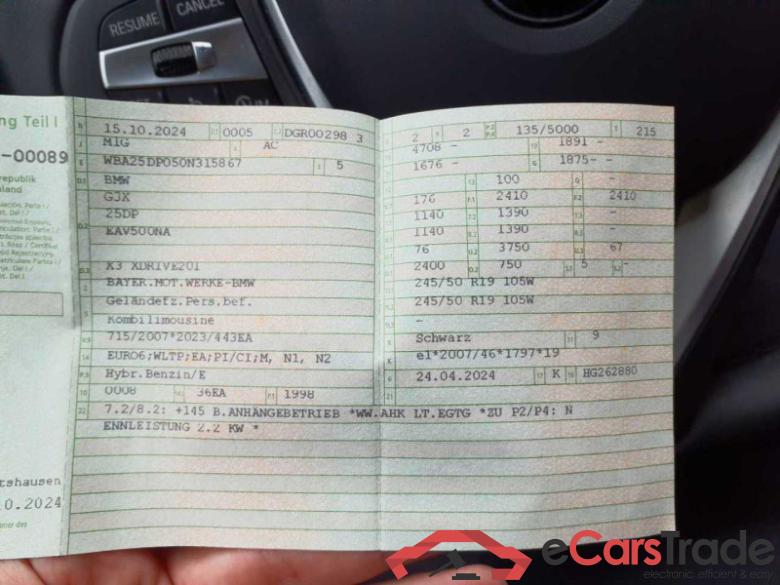 RESUME
CANCEL
ng Teil I
-00089
republik
land
15.10.2024 0005 DGR00298 3
M1G AC
WBA25DP050N315867 5
BMW
G3X
25DP
EAV500NA
X3 XDRIVE20I
BAYER.MOT.WERKE-BMW
Geländefz.Pers.bef.
Kombilimousine
715/2007*2023/443EA
EURO6;WLTP;EA;PI/CI;M, N1, N2
Hybr.Benzin/E
0008 36EA 1998
2 2 135/5000 215
4708 - 1891 -
1676 - 1875- -
100 -
176 2410 2410
1140 1390 -
1140 1390 -
76 3750 67
2400 750 5 -
245/50 R19 105W
245/50 R19 105W
-
Schwarz 9
e1*2007/46*1797*19
24.04.2024 K HG262880
7.2/8.2: +145 B.ANHÄNGEBETRIEB *WW.AHK LT.EGTG *ZU P2/P4: N
ENNLEISTUNG 2.2 KW *
tshausen
0.2024
eCarsTrade
electronic, efficient & easy